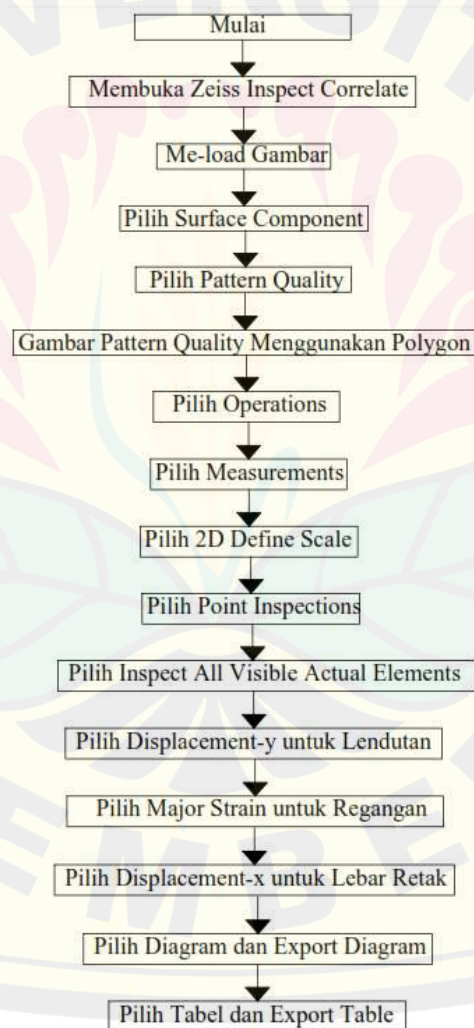 Mulai
Membuka Zeiss Inspect Correlate
Me-load Gambar
Pilih Surface Component
Pilih Pattern Quality
Gambar Pattern Quality Menggunakan Polygon
Pilih Operations
Pilih Measurements
Pilih 2D Define Scale
Pilih Point Inspections
Pilih Inspect All Visible Actual Elements
Pilih Displacement-y untuk Lendutan
Pilih Major Strain untuk Regangan
Pilih Displacement-x untuk Lebar Retak
Pilih Diagram dan Export Diagram
Pilih Tabel dan Export Table